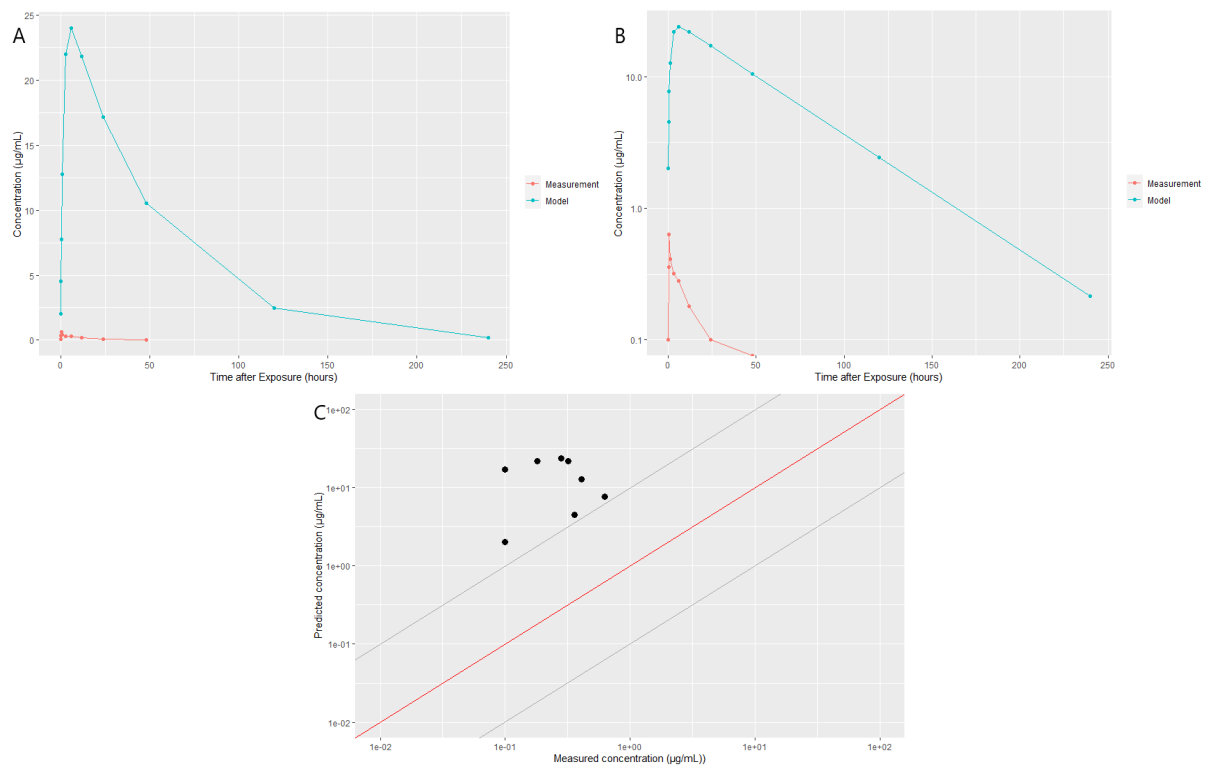 A
25
20
15
10
5
0
Concentration (µg/mL)
0
50
100
150
200
250
Time after Exposure (hours)
Measurement
Model
B
10.0
1.0
0.1
Concentration (µg/mL)
0
50
100
150
200
250
Time after Exposure (hours)
Measurement
Model
C
1e+02
1e+01
1e+00
1e-01
1e-02
Predicted concentration (µg/mL)
1e-02
1e-01
1e+00
1e+01
1e+02
Measured concentration (µg/mL))